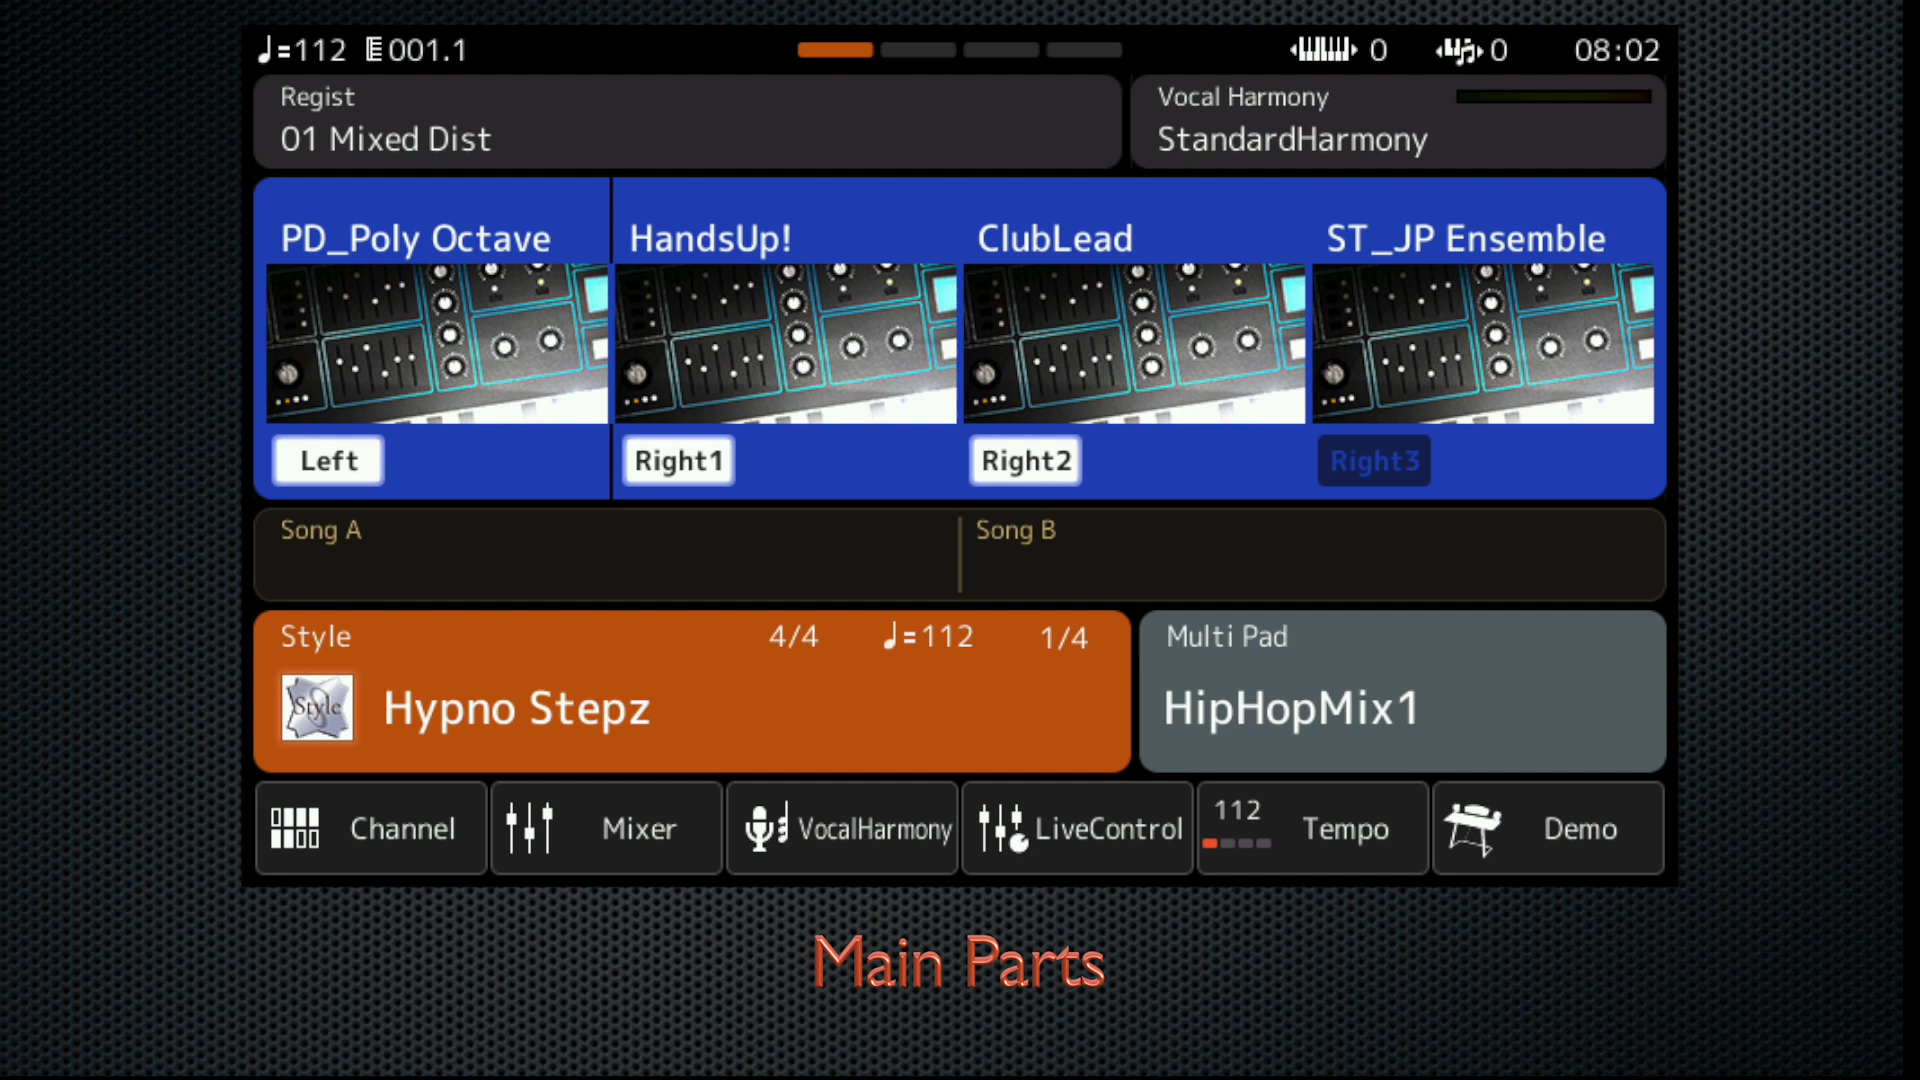 ♩=112 001.1 0 0 08:02
Regist
01 Mixed Dist
Vocal Harmony
StandardHarmony
PD_Poly Octave HandsUp! ClubLead ST_JP Ensemble
Left Right1 Right2 Right3
Song A Song B
Style 4/4 ♩=112 1/4
Style Hypno Stepz
Multi Pad
HipHopMix1
Channel Mixer VocalHarmony LiveControl 112 Tempo Demo
Main Parts